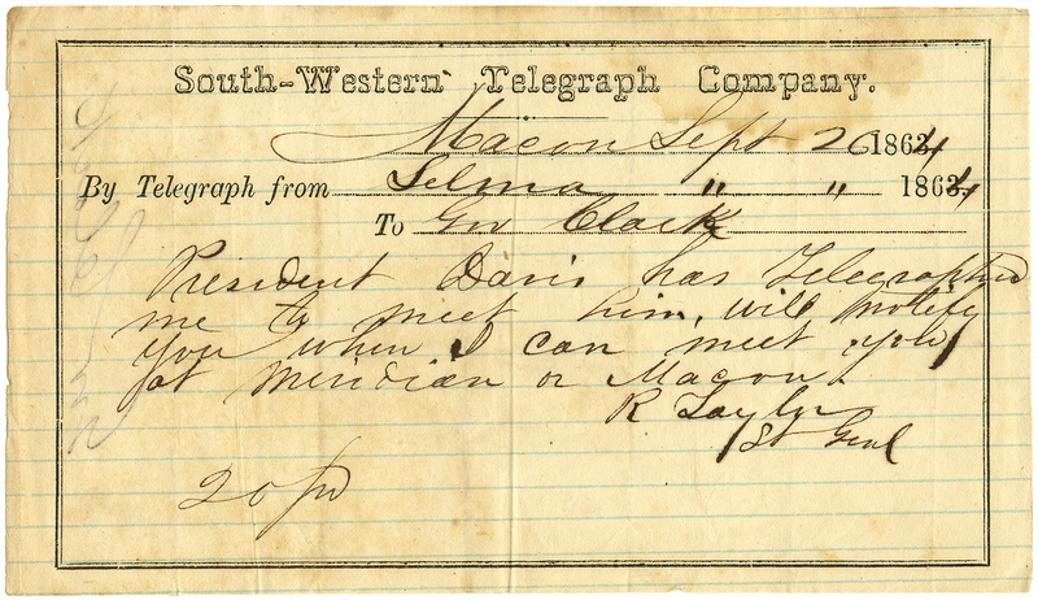 South-Western Telegraph Company.
Macon Sept 26 1864
By Telegraph from Selma " " 1864
To Gov Clark
President Davis has Telegraphed
me to meet him, will notify
you when I can meet you
at Meridian or Macon.
R Taylor
Lt Genl
20 pd